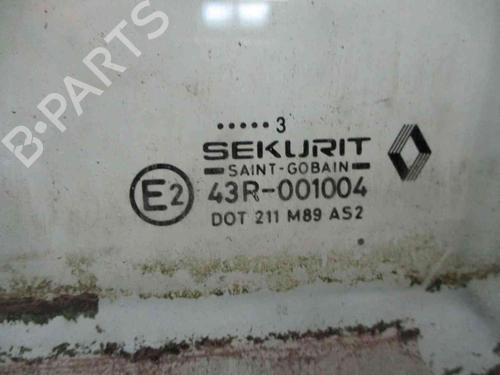 B-PARTS
••••• 3
SEKURIT
SAINT-GOBAIN
E2 43R-001004
DOT 211 M89 AS2